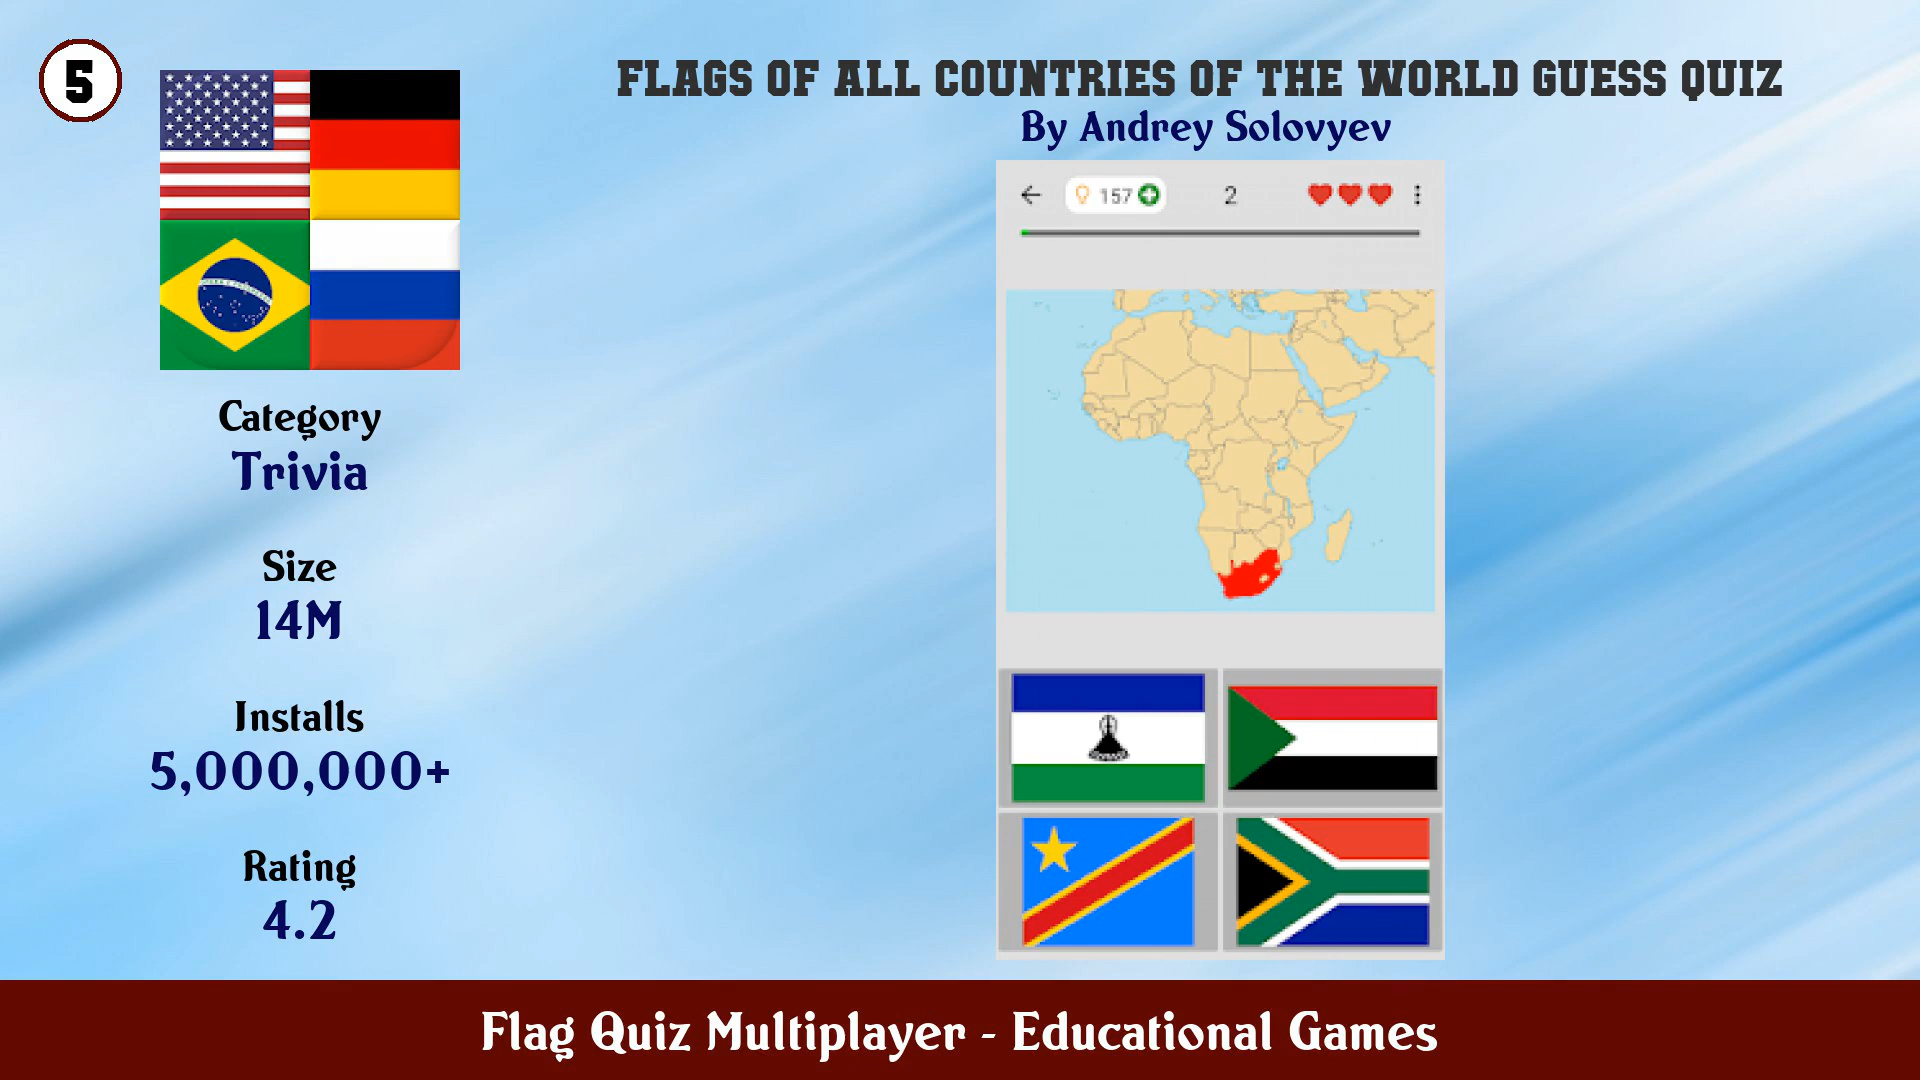 5
FLAGS OF ALL COUNTRIES OF THE WORLD GUESS QUIZ
By Andrey Solovyev
157
2
Category
Trivia
Size
14M
Installs
5,000,000+
Rating
4.2
Flag Quiz Multiplayer - Educational Games